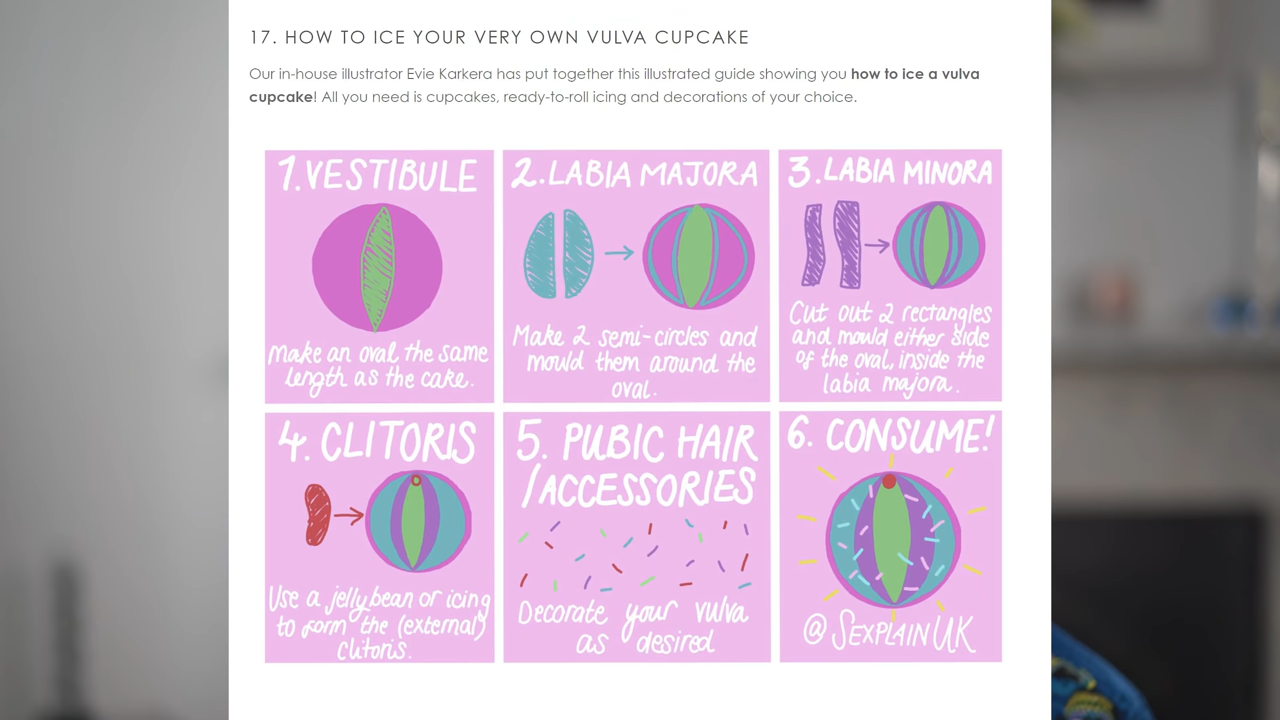 17. HOW TO ICE YOUR VERY OWN VULVA CUPCAKE
Our in-house illustrator Evie Karkera has put together this illustrated guide showing you how to ice a vulva
cupcake! All you need is cupcakes, ready-to-roll icing and decorations of your choice.
1. VESTIBULE
Make an oval the same
length as the cake.
2. LABIA MAJORA
Make 2 semi-circles and
mould them around the
oval.
3. LABIA MINORA
Cut out 2 rectangles
and mould either side
of the oval, inside the
labia majora.
4. CLITORIS
Use a jellybean or icing
to form the (external)
clitoris.
5. PUBIC HAIR
/ACCESSORIES
Decorate your vulva
as desired
6. CONSUME!
@SEXPLAIN UK